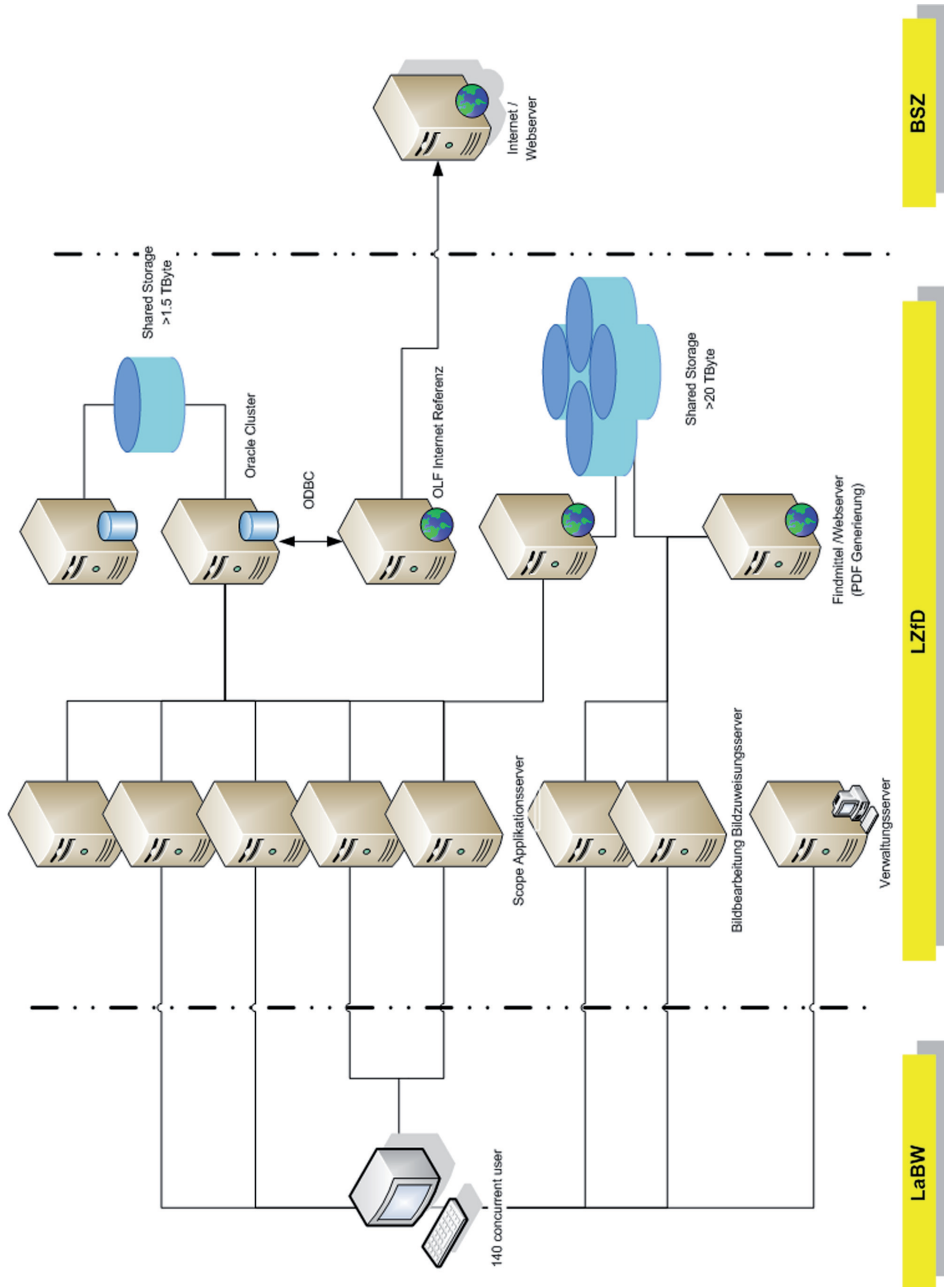 140 concurrent user
Scope Applikationsserver
Bildbearbeitung Bildzuweisungsserver
Verwaltungsserver
Shared Storage
>1.5 TByte
Oracle Cluster
ODBC
OLF Internet Referenz
Shared Storage
>20 TByte
Findmittel /Webserver
(PDF Generierung)
Internet /
Webserver
LaBW
LZfD
BSZ